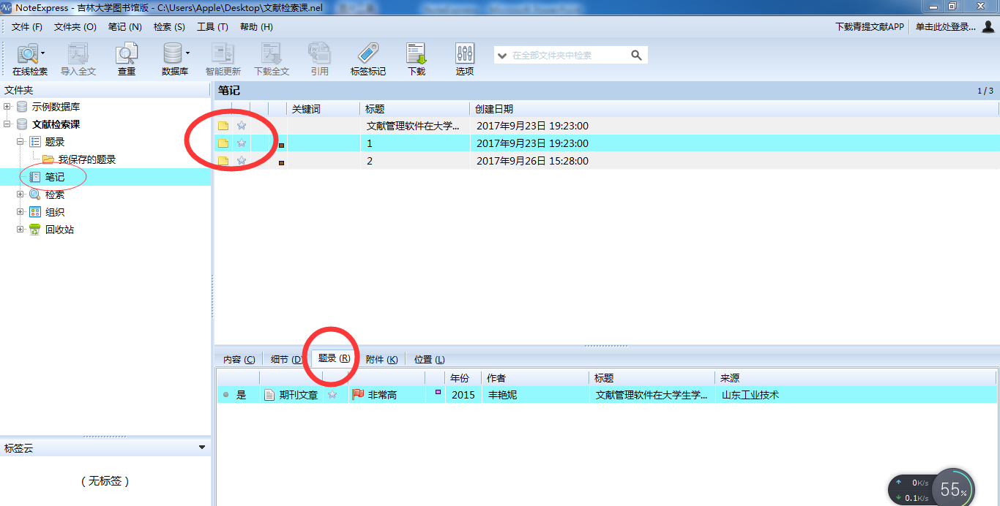 NoteExpress - 吉林大学图书馆版 - C:\Users\Apple\Desktop\文献检索课.nel
文件 (F) 文件夹 (O) 笔记 (N) 检索 (S) 工具 (T) 帮助 (H) 下载青提文献APP 单击此处登录...
在线检索 导入全文 查重 数据库 智能更新 下载全文 引用 标签标记 下载 选项 在全部文件夹中检索
文件夹
示例数据库
文献检索课
题录
我保存的题录
笔记
检索
组织
回收站
标签云
( 无标签 )
笔记 1 / 3
关键词 标题 创建日期
文献管理软件在大学... 2017年9月23日 19:23:00
1 2017年9月23日 19:23:00
2 2017年9月26日 15:28:00
内容 (C) 细节 (D) 题录 (R) 附件 (K) 位置 (L)
年份 作者 标题 来源
是 期刊文章 非常高 2015 丰艳妮 文献管理软件在大学生学... 山东工业技术
0K/s
0.1K/s
55%